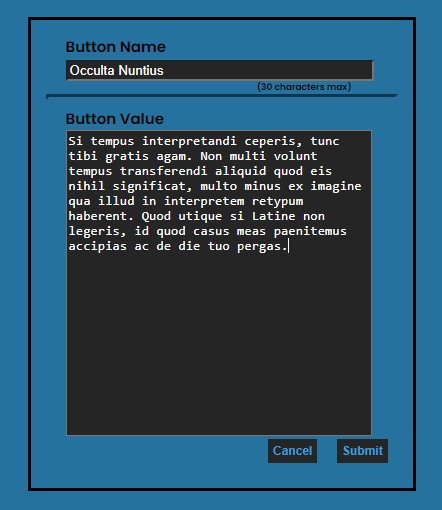 Button Name
Occulta Nuntius
(30 characters max)
Button Value
Si tempus interpretandi ceperis, tunc
tibi gratis agam. Non multi volunt
tempus transferendi aliquid quod eis
nihil significat, multo minus ex imagine
qua illud in interpretem retypum
haberent. Quod utique si Latine non
legeris, id quod casus meas paenitemus
accipias ac de die tuo pergas.
Cancel
Submit